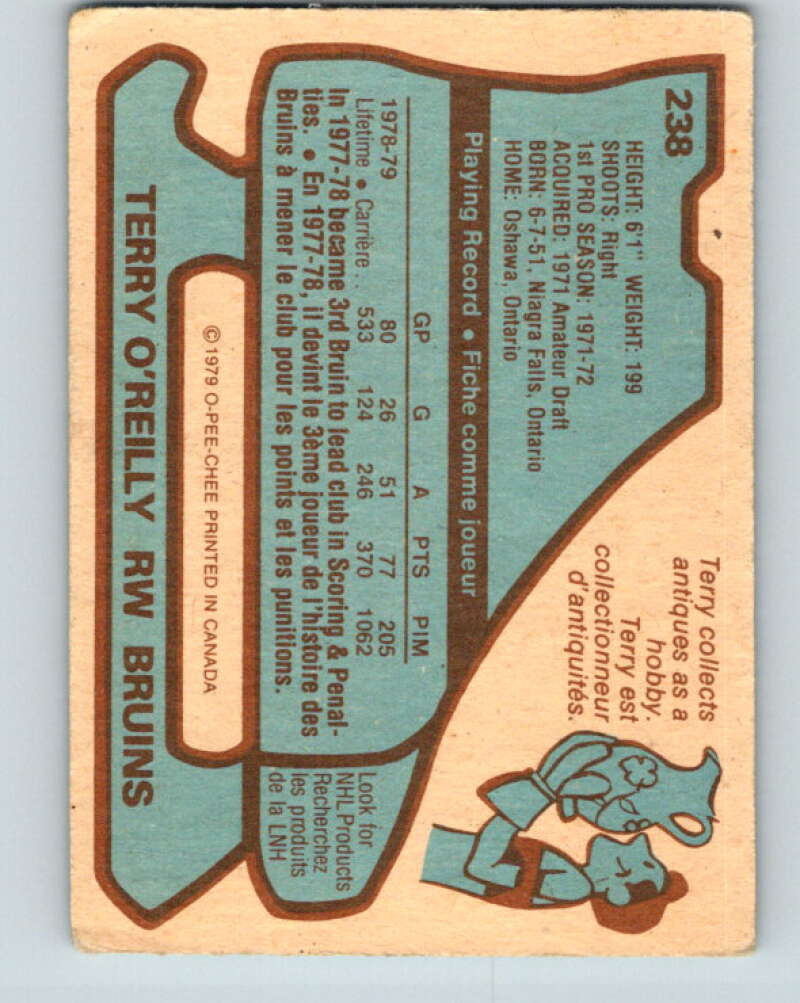 238
HEIGHT: 6'1" WEIGHT: 199
SHOOTS: Right
1st PRO SEASON: 1971-72
ACQUIRED: 1971 Amateur Draft
BORN: 6-7-51, Niagra Falls, Ontario
HOME: Oshawa, Ontario
Terry collects
antiques as a
hobby.
Terry est
collectionneur
d'antiquités.
Playing Record • Fiche comme joueur
GP G A PTS PIM
1978-79 80 26 51 77 205
Lifetime • Carrière . . 533 124 246 370 1062
In 1977-78 became 3rd Bruin to lead club in Scoring & Penal-
ties. • En 1977-78, il devint le 3ème joueur de l'histoire des
Bruins à mener le club pour les points et les punitions.
Look for
NHL Products
Recherchez
les produits
de la LNH
© 1979 O-PEE-CHEE PRINTED IN CANADA
TERRY O'REILLY RW BRUINS